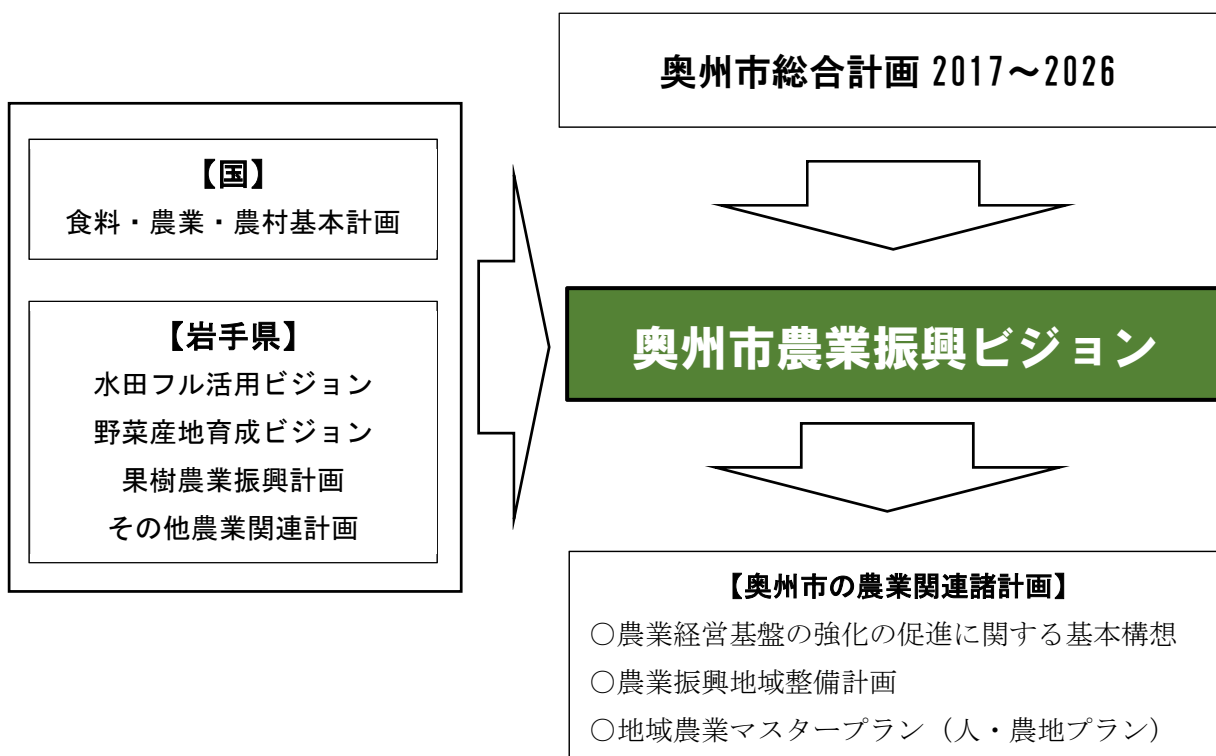 奥州市総合計画 2017～2026
【国】
食料・農業・農村基本計画
【岩手県】
水田フル活用ビジョン
野菜産地育成ビジョン
果樹農業振興計画
その他農業関連計画
奥州市農業振興ビジョン
【奥州市の農業関連諸計画】
○農業経営基盤の強化の促進に関する基本構想
○農業振興地域整備計画
○地域農業マスタープラン（人・農地プラン）